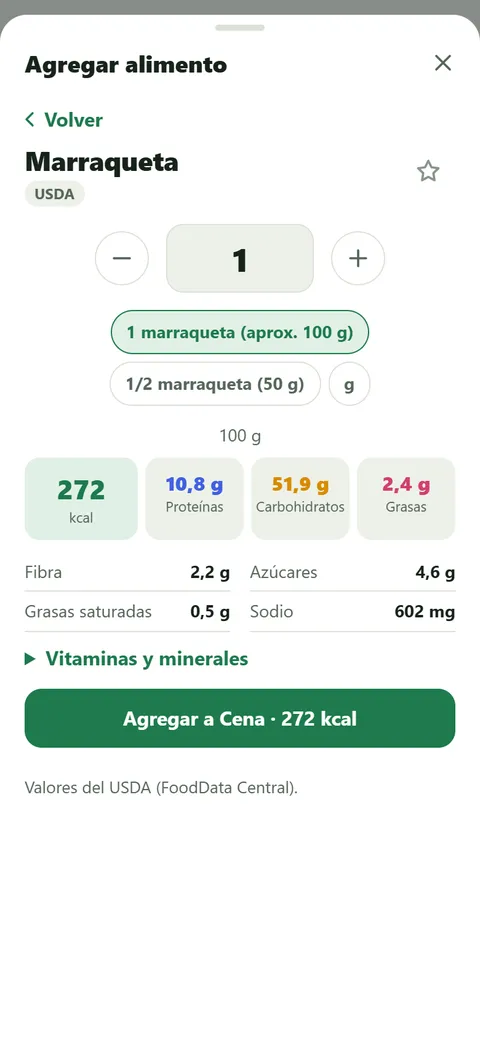 Agregar alimento
Volver
Marraqueta
USDA
1
1 marraqueta (aprox. 100 g)
1/2 marraqueta (50 g)
g
100 g
272
kcal
10,8 g
Proteínas
51,9 g
Carbohidratos
2,4 g
Grasas
Fibra 2,2 g
Azúcares 4,6 g
Grasas saturadas 0,5 g
Sodio 602 mg
Vitaminas y minerales
Agregar a Cena · 272 kcal
Valores del USDA (FoodData Central).